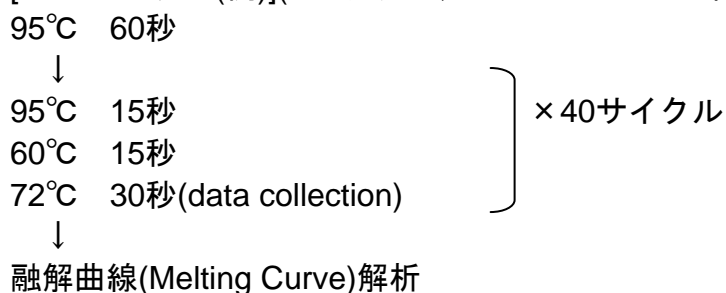 95℃ 60秒
↓
95℃ 15秒
×40サイクル
60℃ 15秒
72℃ 30秒(data collection)
↓
融解曲線(Melting Curve)解析